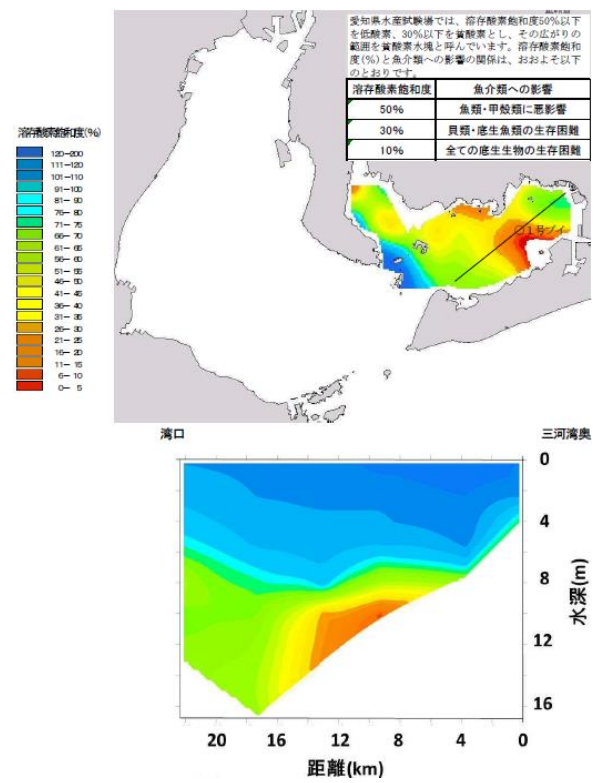 愛知県水産試験場では、溶存酸素飽和度50%以下
を低酸素、30%以下を貧酸素とし、その広がりの
範囲を貧酸素水塊と呼んでいます。溶存酸素飽和
度(%)と魚介類への影響の関係は、おおよそ以下
のとおりです。
溶存酸素飽和度 魚介類への影響
50% 魚類・甲殻類に悪影響
30% 貝類・底生魚類の生存困難
10% 全ての底生生物の生存困難
溶存酸素飽和度(%)
120-200
111-120
101-110
91-100
81-90
76-80
71-75
66-70
61-65
56-60
51-55
46-50
41-45
36-40
31-35
26-30
21-25
16-20
11-15
6-10
0-5
1号ブイ
湾口
三河湾奥
0
4
8
12
16
水深(m)
20 16 12 8 4 0
距離(km)